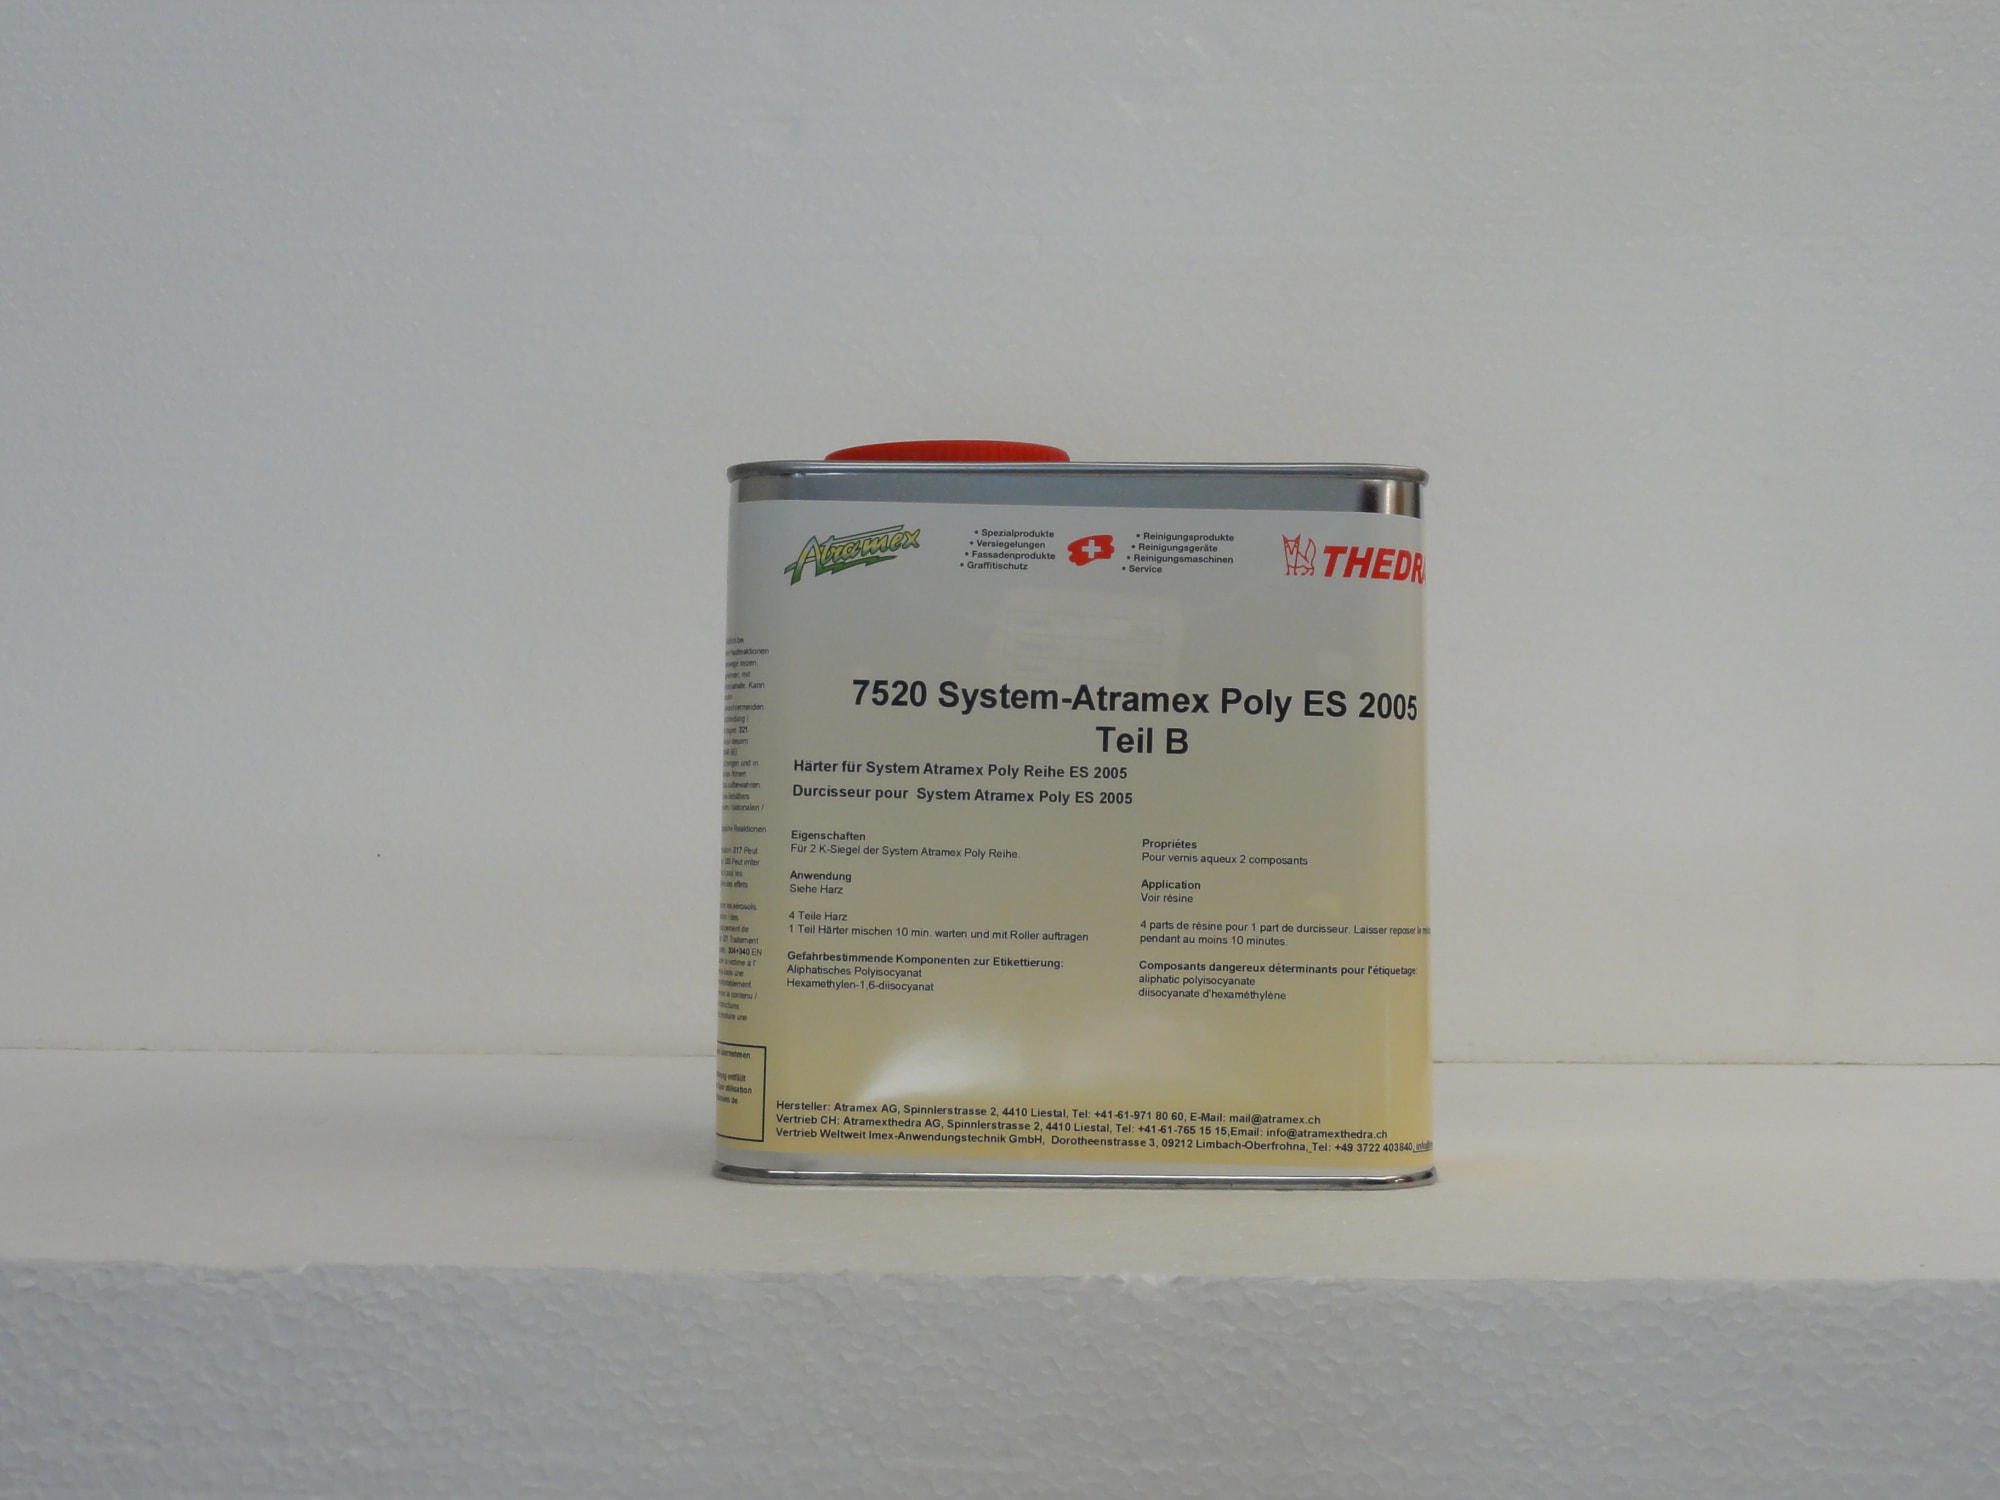 Atramex
• Spezialprodukte
• Versiegelungen
• Fassadenprodukte
• Graffitischutz
• Reinigungsprodukte
• Reinigungsgeräte
• Reinigungsmaschinen
• Service
THEDRA
7520 System-Atramex Poly ES 2005
Teil B
Härter für System Atramex Poly Reihe ES 2005
Durcisseur pour System Atramex Poly ES 2005
Eigenschaften
Für 2 K-Siegel der System Atramex Poly Reihe.
Anwendung
Siehe Harz
4 Teile Harz
1 Teil Härter mischen 10 min. warten und mit Roller auftragen
Gefahrbestimmende Komponenten zur Etikettierung:
Aliphatisches Polyisocyanat
Hexamethylen-1,6-diisocyanat
Propriétes
Pour vernis aqueux 2 composants
Application
Voir résine
4 parts de résine pour 1 part de durcisseur. Laisser reposer le
pendant au moins 10 minutes.
Composants dangereux déterminants pour l'étiquetage:
aliphatic polyisocyanate
diisocyanate d'hexaméthylène
Hersteller: Atramex AG, Spinnlerstrasse 2, 4410 Liestal, Tel: +41-61-971 80 60, E-Mail: mail@atramex.ch
Vertrieb CH: Atramexthedra AG, Spinnlerstrasse 2, 4410 Liestal, Tel: +41-61-765 15 15,Email: info@atramexthedra.ch
Vertrieb Weltweit Imex-Anwendungstechnik GmbH, Dorotheenstrasse 3, 09212 Limbach-Oberfrohna, Tel: +49 3722 403840,